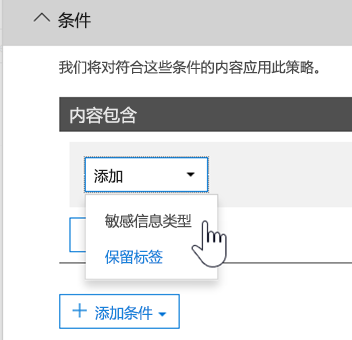 条件
我们将对符合这些条件的内容应用此策略。
内容包含
添加
敏感信息类型
保留标签
添加条件